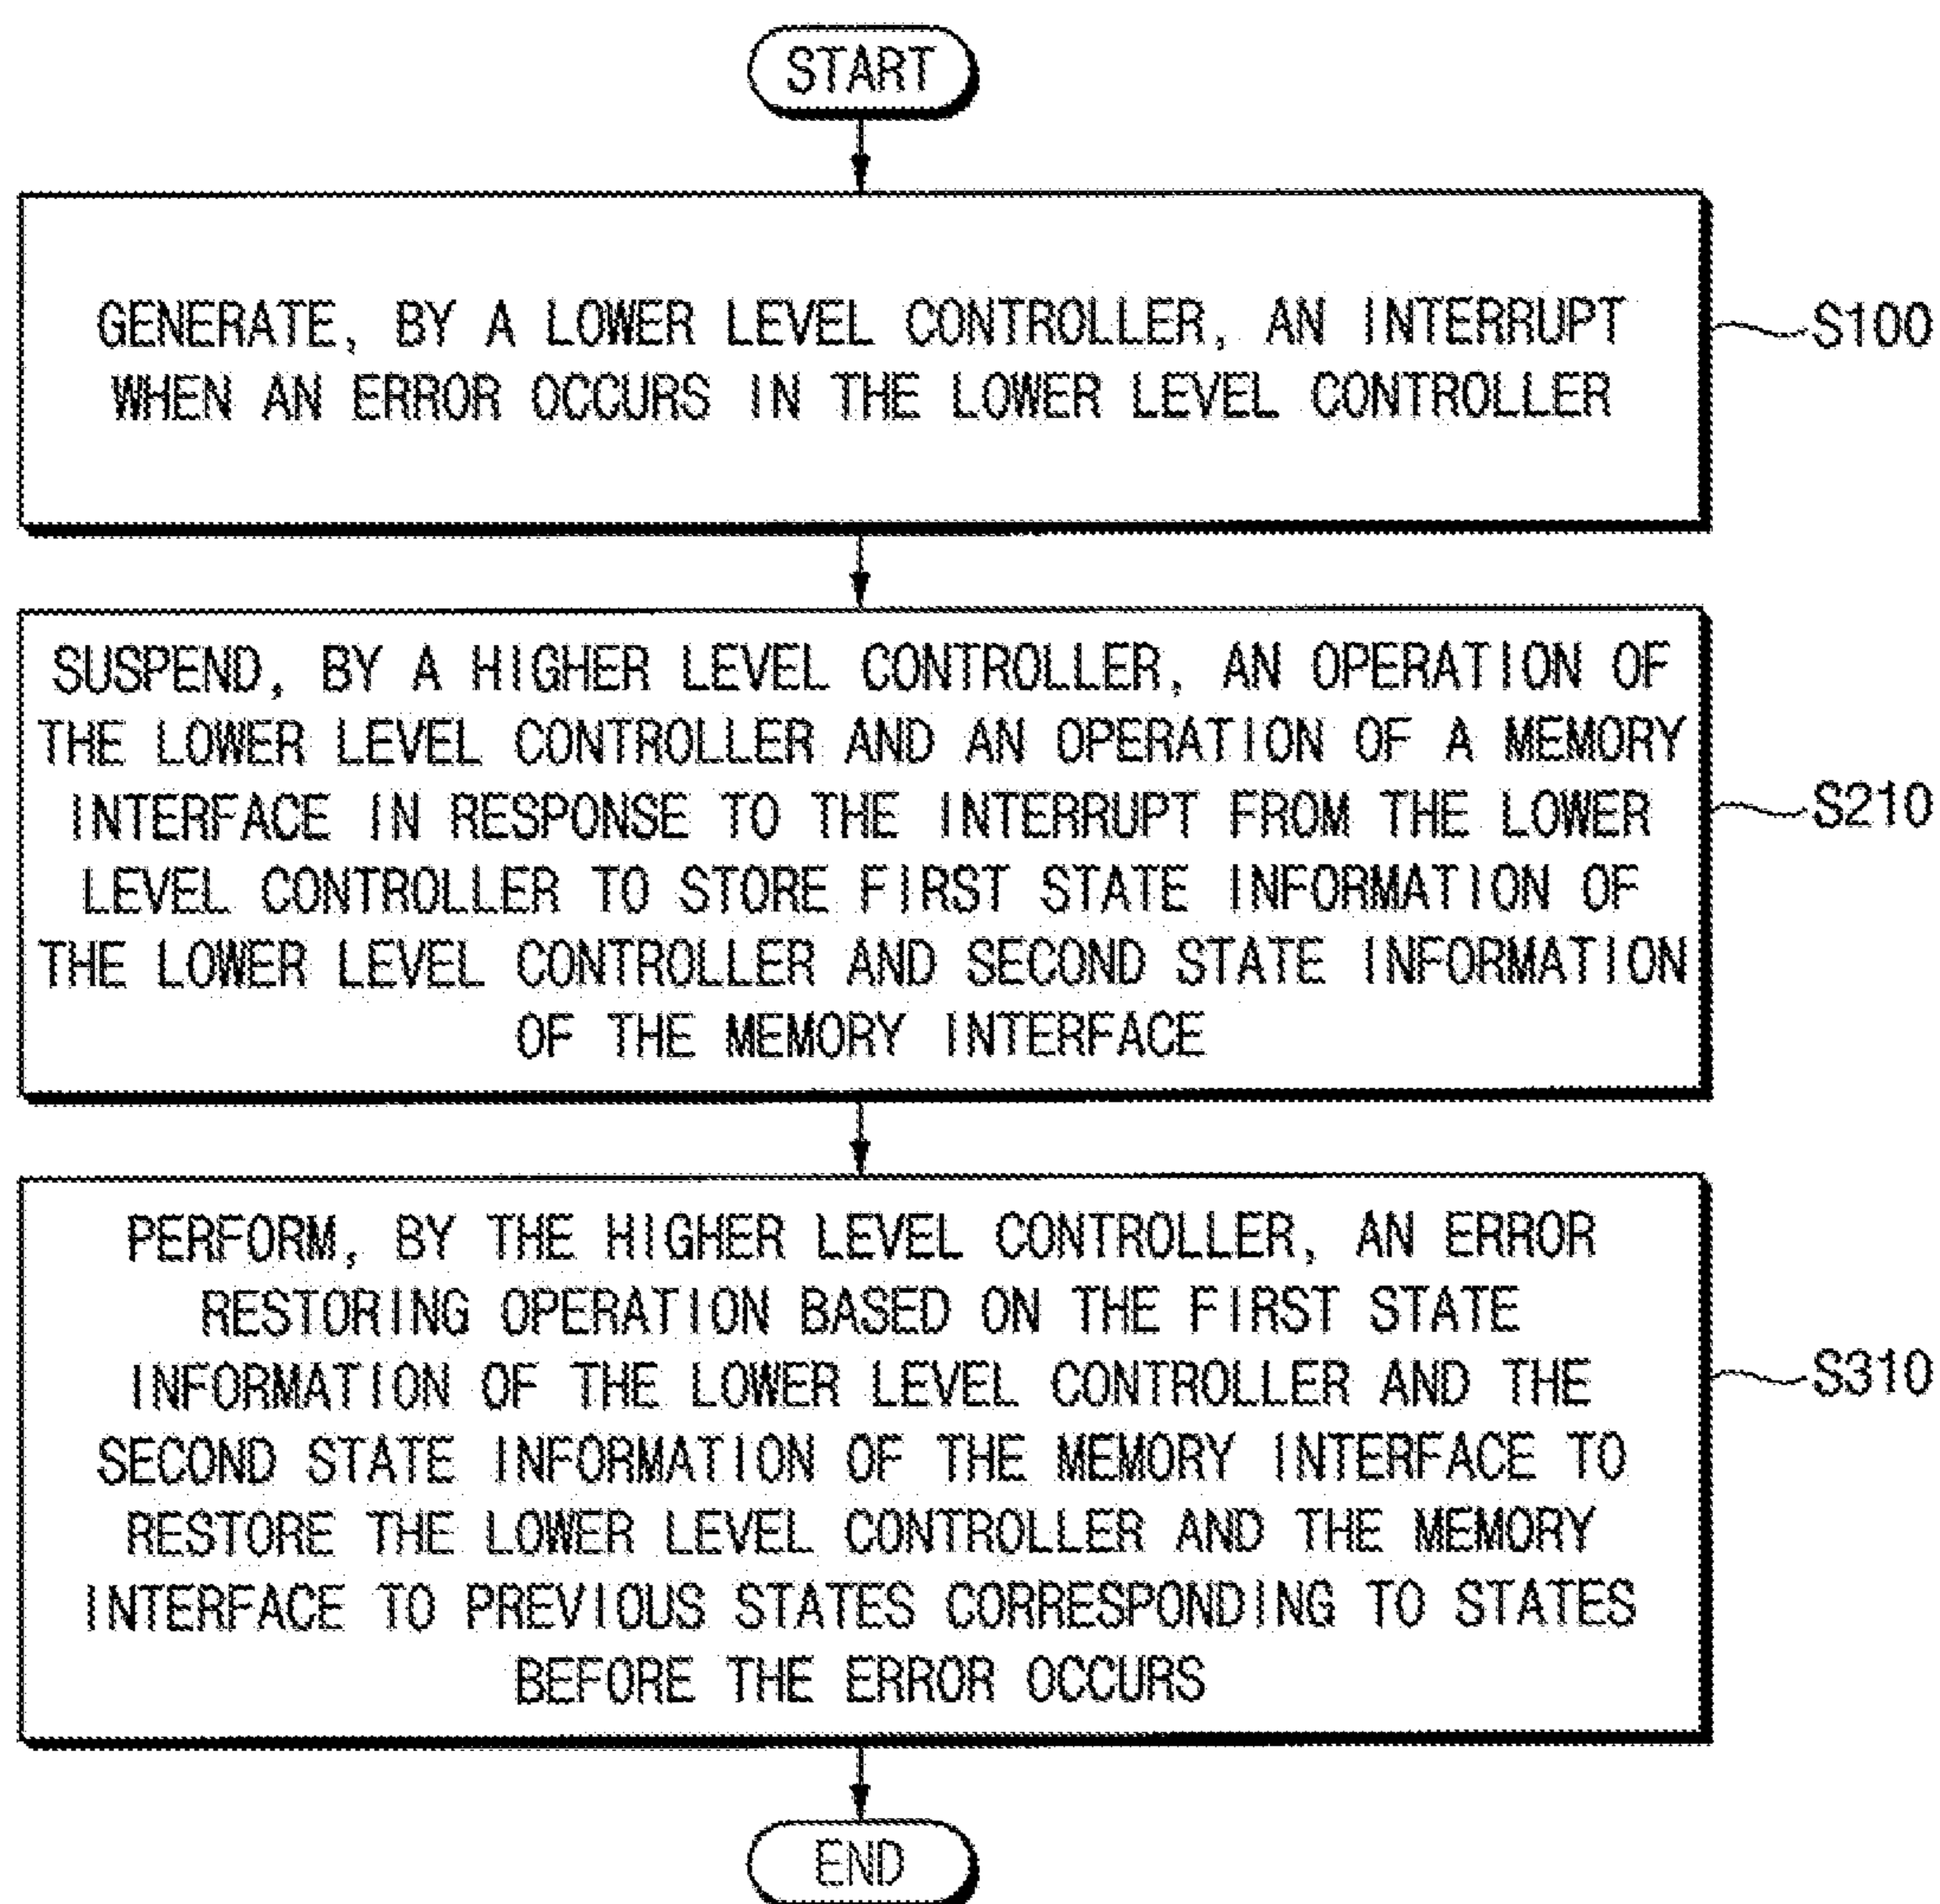 START
GENERATE, BY A LOWER LEVEL CONTROLLER, AN INTERRUPT
WHEN AN ERROR OCCURS IN THE LOWER LEVEL CONTROLLER
S100
SUSPEND, BY A HIGHER LEVEL CONTROLLER, AN OPERATION OF
THE LOWER LEVEL CONTROLLER AND AN OPERATION OF A MEMORY
INTERFACE IN RESPONSE TO THE INTERRUPT FROM THE LOWER
LEVEL CONTROLLER TO STORE FIRST STATE INFORMATION OF
THE LOWER LEVEL CONTROLLER AND SECOND STATE INFORMATION
OF THE MEMORY INTERFACE
S210
PERFORM, BY THE HIGHER LEVEL CONTROLLER, AN ERROR
RESTORING OPERATION BASED ON THE FIRST STATE
INFORMATION OF THE LOWER LEVEL CONTROLLER AND THE
SECOND STATE INFORMATION OF THE MEMORY INTERFACE TO
RESTORE THE LOWER LEVEL CONTROLLER AND THE MEMORY
INTERFACE TO PREVIOUS STATES CORRESPONDING TO STATES
BEFORE THE ERROR OCCURS
S310
END